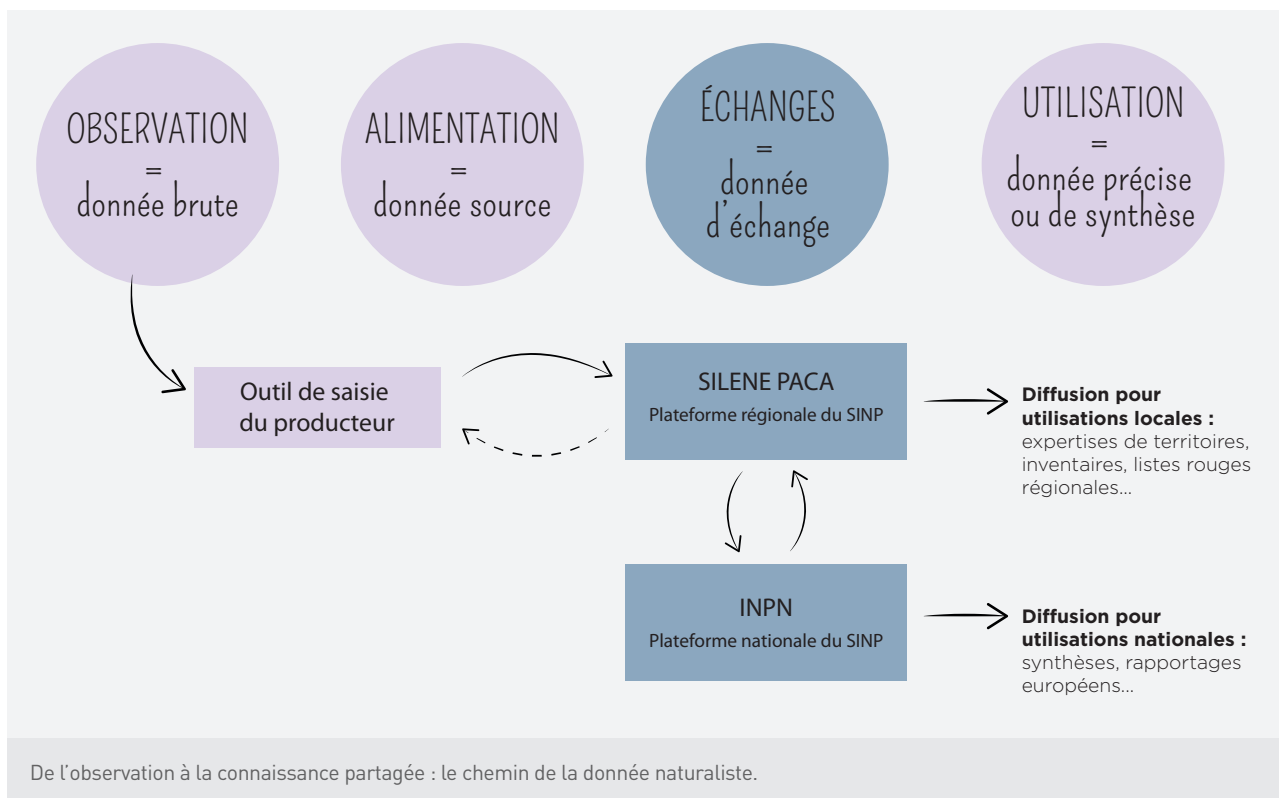 OBSERVATION
=
donnée brute
ALIMENTATION
=
donnée source
ÉCHANGES
=
donnée
d'échange
UTILISATION
=
donnée précise
ou de synthèse
Outil de saisie
du producteur
SILENE PACA
Plateforme régionale du SINP
Diffusion pour
utilisations locales :
expertises de territoires,
inventaires, listes rouges
régionales...
INPN
Plateforme nationale du SINP
Diffusion pour
utilisations nationales :
synthèses, rapportages
européens...
De l'observation à la connaissance partagée : le chemin de la donnée naturaliste.